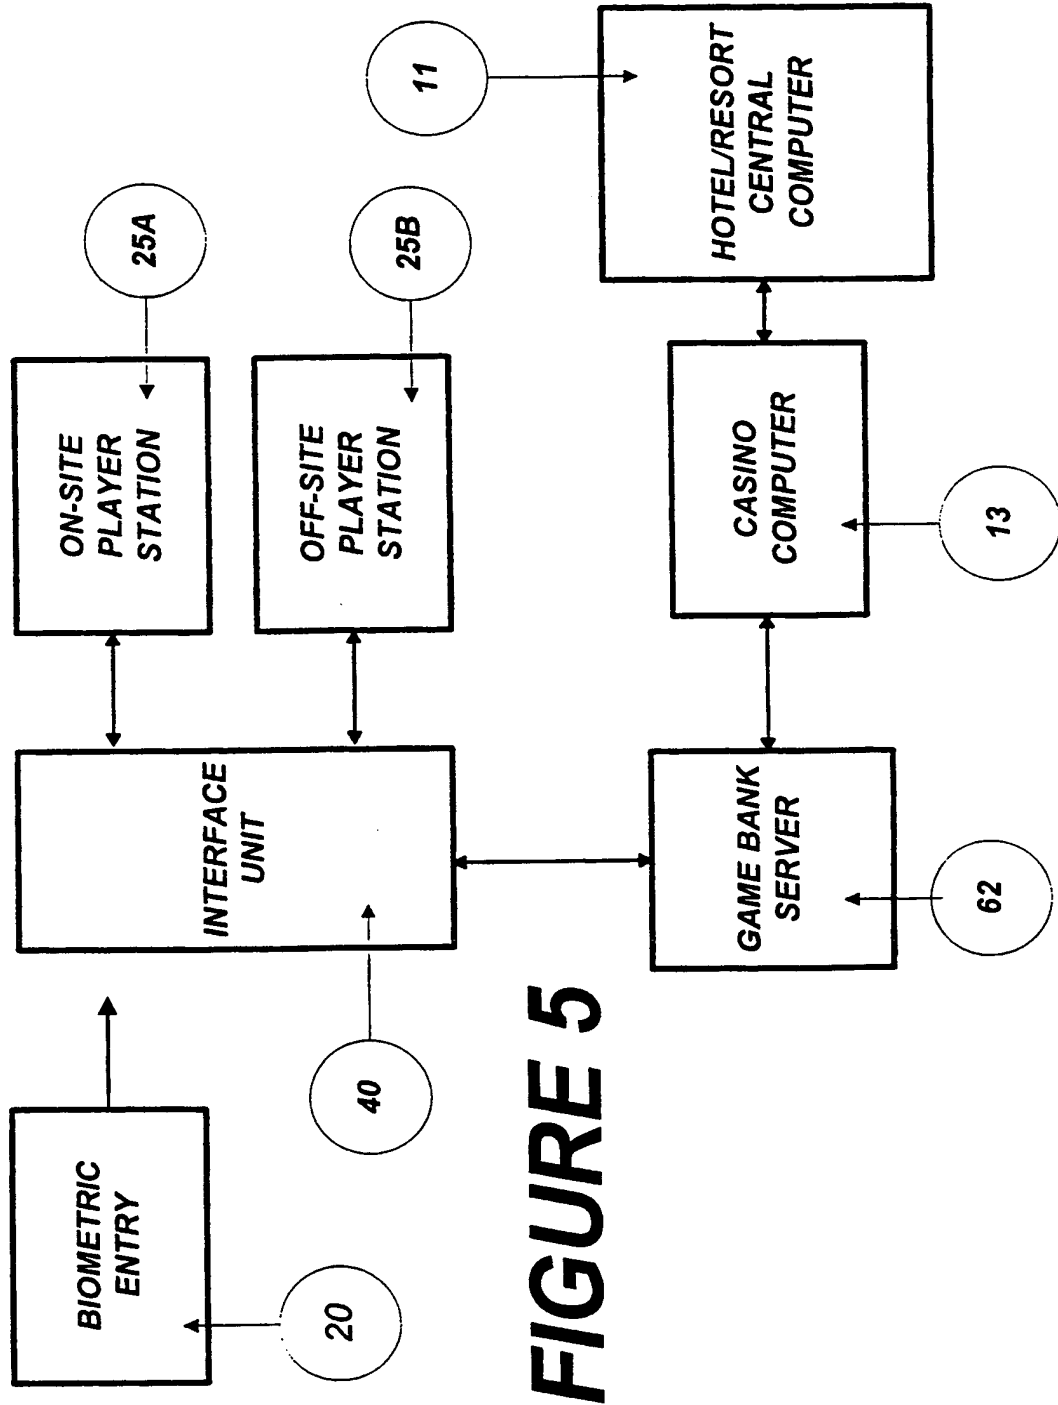 BIOMETRIC
ENTRY
20
INTERFACE
UNIT
40
ON-SITE
PLAYER
STATION
25A
OFF-SITE
PLAYER
STATION
25B
GAME BANK
SERVER
62
CASINO
COMPUTER
13
HOTEL/RESORT
CENTRAL
COMPUTER
11
FIGURE 5